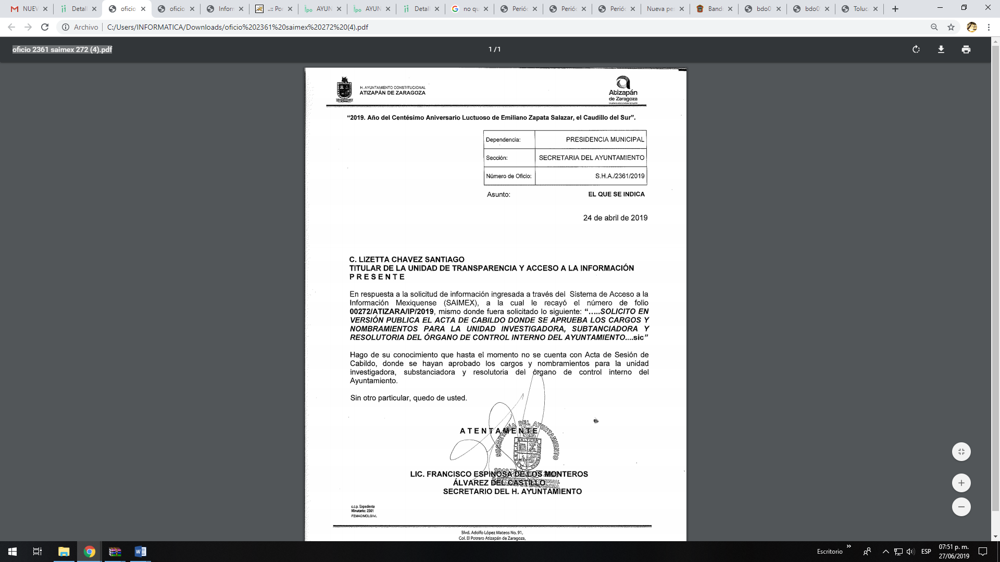 NUEV
Detall
oficio
oficio
Inform
..:: Po
AYUN
AYUN
Detall
no qu
Perió
Perió
Perió
Nueva pes
Band
bdo0
bdo0
Toluc
Archivo | C:/Users/INFORMATICA/Downloads/oficio%202361%20saimex%20272%20(4).pdf
oficio 2361 saimex 272 (4).pdf
1 / 1
H. AYUNTAMIENTO CONSTITUCIONAL
ATIZAPÁN DE ZARAGOZA
Atizapán
de Zaragoza
“2019. Año del Centésimo Aniversario Luctuoso de Emiliano Zapata Salazar, el Caudillo del Sur”.
Dependencia: PRESIDENCIA MUNICIPAL
Sección: SECRETARIA DEL AYUNTAMIENTO
Número de Oficio: S.H.A./2361/2019
Asunto: EL QUE SE INDICA
24 de abril de 2019
C. LIZETTA CHAVEZ SANTIAGO
TITULAR DE LA UNIDAD DE TRANSPARENCIA Y ACCESO A LA INFORMACIÓN
P R E S E N T E
En respuesta a la solicitud de información ingresada a través del Sistema de Acceso a la
Información Mexiquense (SAIMEX), a la cual le recayó el número de folio
00272/ATIZARA/IP/2019, mismo donde fuera solicitado lo siguiente: “…..SOLICITO EN
VERSIÓN PUBLICA EL ACTA DE CABILDO DONDE SE APRUEBA LOS CARGOS Y
NOMBRAMIENTOS PARA LA UNIDAD INVESTIGADORA, SUBTANCIADORA Y
RESOLUTORIA DEL ÓRGANO DE CONTROL INTERNO DEL AYUNTAMIENTO....sic”
Hago de su conocimiento que hasta el momento no se cuenta con Acta de Sesión de
Cabildo, donde se hayan aprobado los cargos y nombramientos para la unidad
investigadora, substanciadora y resolutoria del órgano de control interno del
Ayuntamiento.
Sin otro particular, quedo de usted.
A T E N T A M E N T E
SECRETARÍA DEL AYUNTAMIENTO
LIC. FRANCISCO ESPINOSA DE LOS MONTEROS
ÁLVAREZ DEL CASTILLO
SECRETARIO DEL H. AYUNTAMIENTO
c.c.p. Expediente
Minutario: 2361
Blvd. Adolfo López Mateos No. 91,
Col. El Potrero Atizapán de Zaragoza,
Escritorio
ESP
07:51 p. m.
27/06/2019